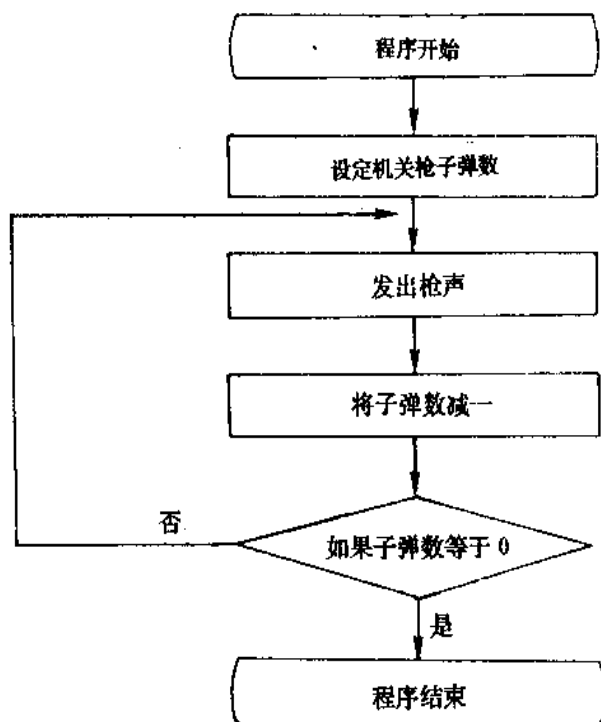 程序开始
设定机关枪子弹数
发出枪声
将子弹数减一
否
如果子弹数等于 0
是
程序结束